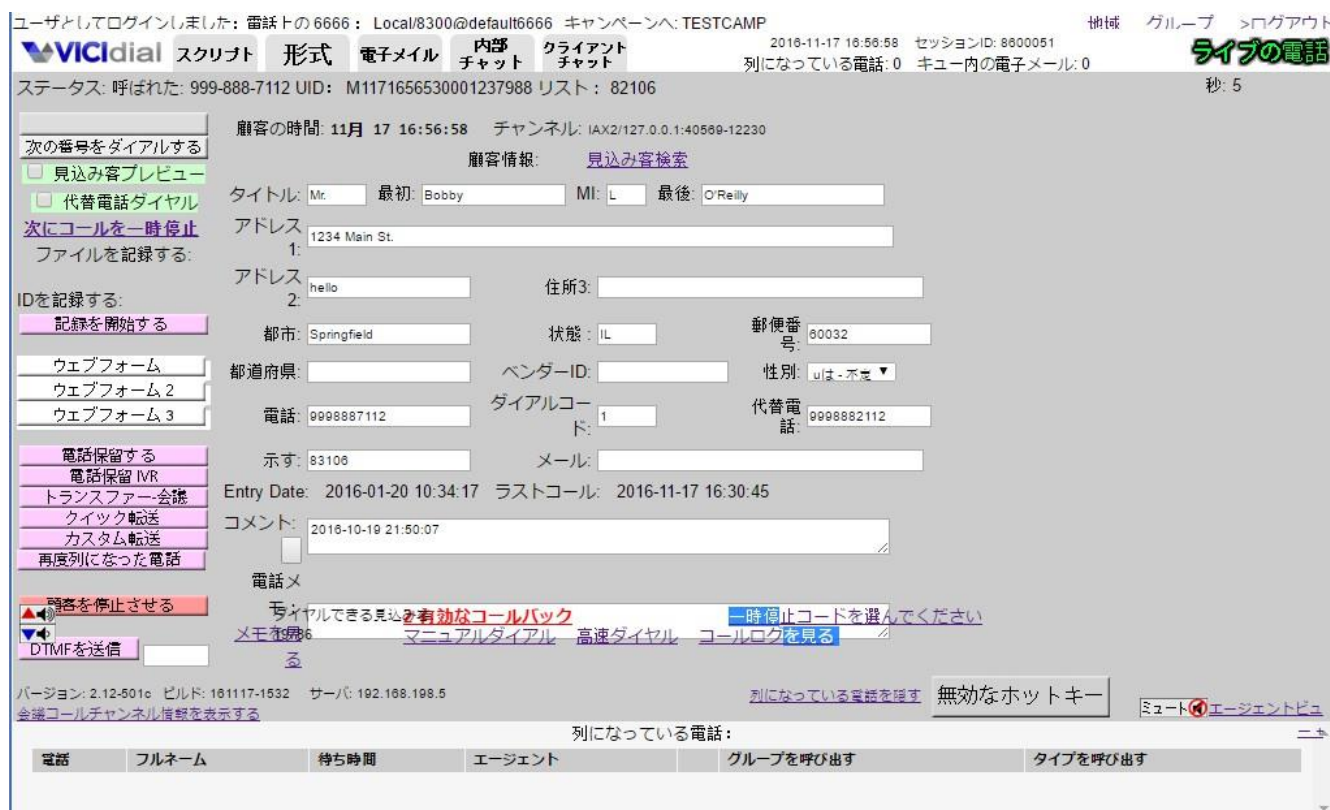 ユーザとしてログインしました: 電話上の 6666 : Local/8300@default6666 キャンペーンへ: TESTCAMP 地域 グループ >ログアウト
VICIdial スクリプト 形式 電子メイル 内部チャット クライアントチャット 2016-11-17 16:56:58 セッションID: 8600051 ライブの電話
列になっている電話: 0 キュー内の電子メール: 0
ステータス: 呼ばれた: 999-888-7112 UID: M1171656530001237988 リスト : 82106 秒: 5
顧客の時間: 11月 17 16:56:58 チャンネル: IAX2/127.0.0.1:40569-12230
次の番号をダイアルする
顧客情報: 見込み客検索
見込み客プレビュー
代替電話ダイヤル
タイトル: Mr. 最初: Bobby MI: L 最後: O'Reilly
次にコールを一時停止
アドレス1: 1234 Main St.
ファイルを記録する:
アドレス2: hello 住所3:
IDを記録する:
記録を開始する
都市: Springfield 状態 : IL 郵便番号: 60032
ウェブフォーム
都道府県: ベンダーID: 性別: uは - 不定
ウェブフォーム 2
ウェブフォーム 3
電話: 9998887112 ダイアルコード: 1 代替電話: 9998882112
電話保留する
示す: 83106 メール:
電話保留 IVR
トランスファー-会議
Entry Date: 2016-01-20 10:34:17 ラストコール: 2016-11-17 16:30:45
クイック転送
カスタム転送
コメント: 2016-10-19 21:50:07
再度列になった電話
電話メモ:
顧客を停止させる
ダイヤルできる見込み客: 有効なコールバック 一時停止コードを選んでください
メモを見る マニュアルダイアル 高速ダイヤル コールログを見る
DTMFを送信
バージョン: 2.12-501c ビルド: 161117-1532 サーバ: 192.168.198.5 列になっている電話を隠す 無効なホットキー
会議コールチャンネル情報を表示する ミュート エージェントビュー
列になっている電話:
電話 フルネーム 待ち時間 エージェント グループを呼び出す タイプを呼び出す